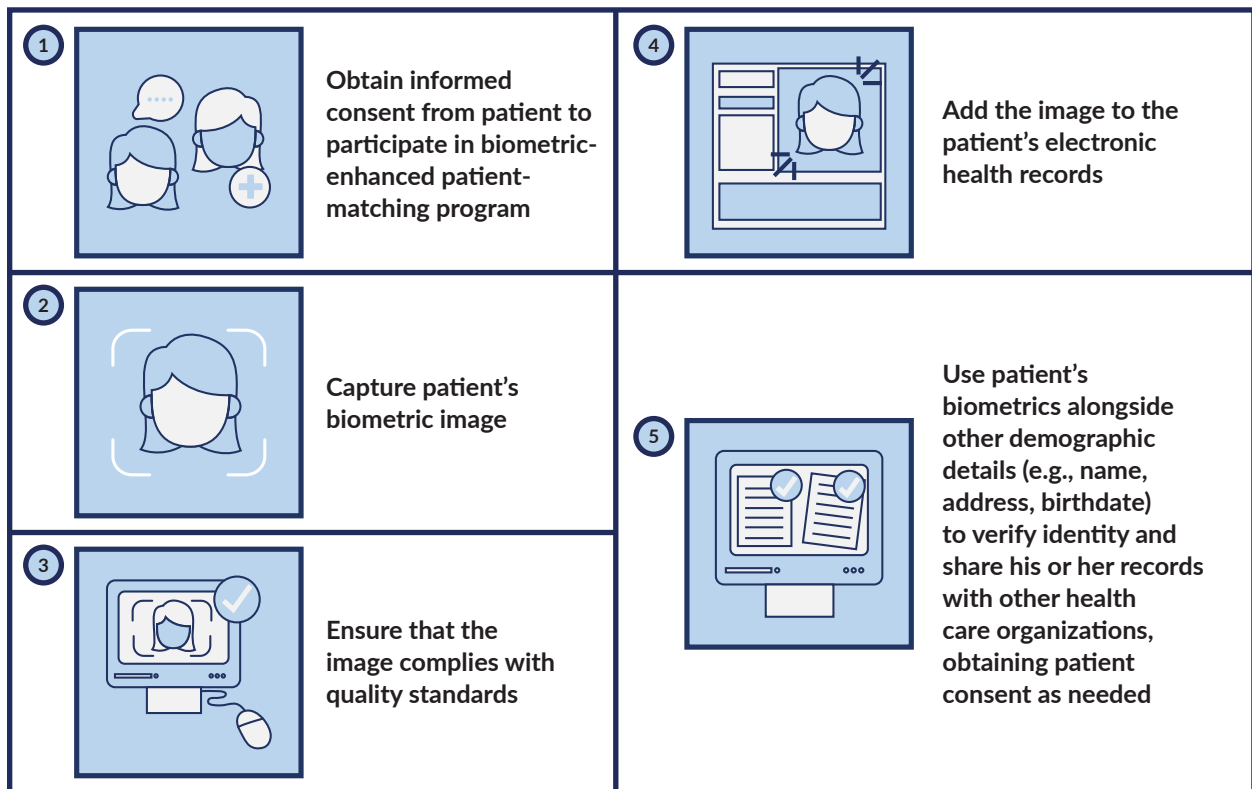 1
Obtain informed
consent from patient to
participate in biometric-
enhanced patient-
matching program
2
Capture patient’s
biometric image
3
Ensure that the
image complies with
quality standards
4
Add the image to the
patient’s electronic
health records
5
Use patient’s
biometrics alongside
other demographic
details (e.g., name,
address, birthdate)
to verify identity and
share his or her records
with other health
care organizations,
obtaining patient
consent as needed